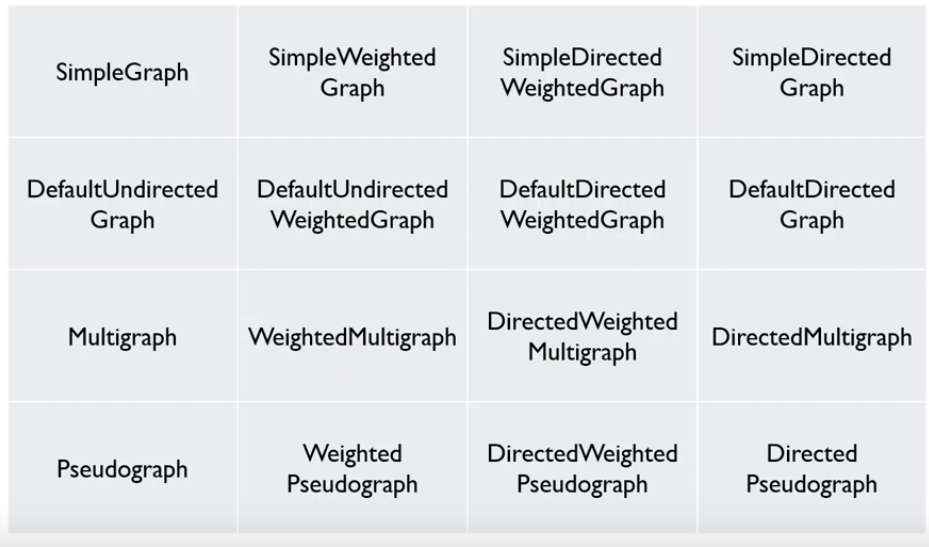 SimpleGraph
SimpleWeighted
Graph
SimpleDirected
WeightedGraph
SimpleDirected
Graph
DefaultUndirected
Graph
DefaultUndirected
WeightedGraph
DefaultDirected
WeightedGraph
DefaultDirected
Graph
Multigraph
WeightedMultigraph
DirectedWeighted
Multigraph
DirectedMultigraph
Pseudograph
Weighted
Pseudograph
DirectedWeighted
Pseudograph
Directed
Pseudograph